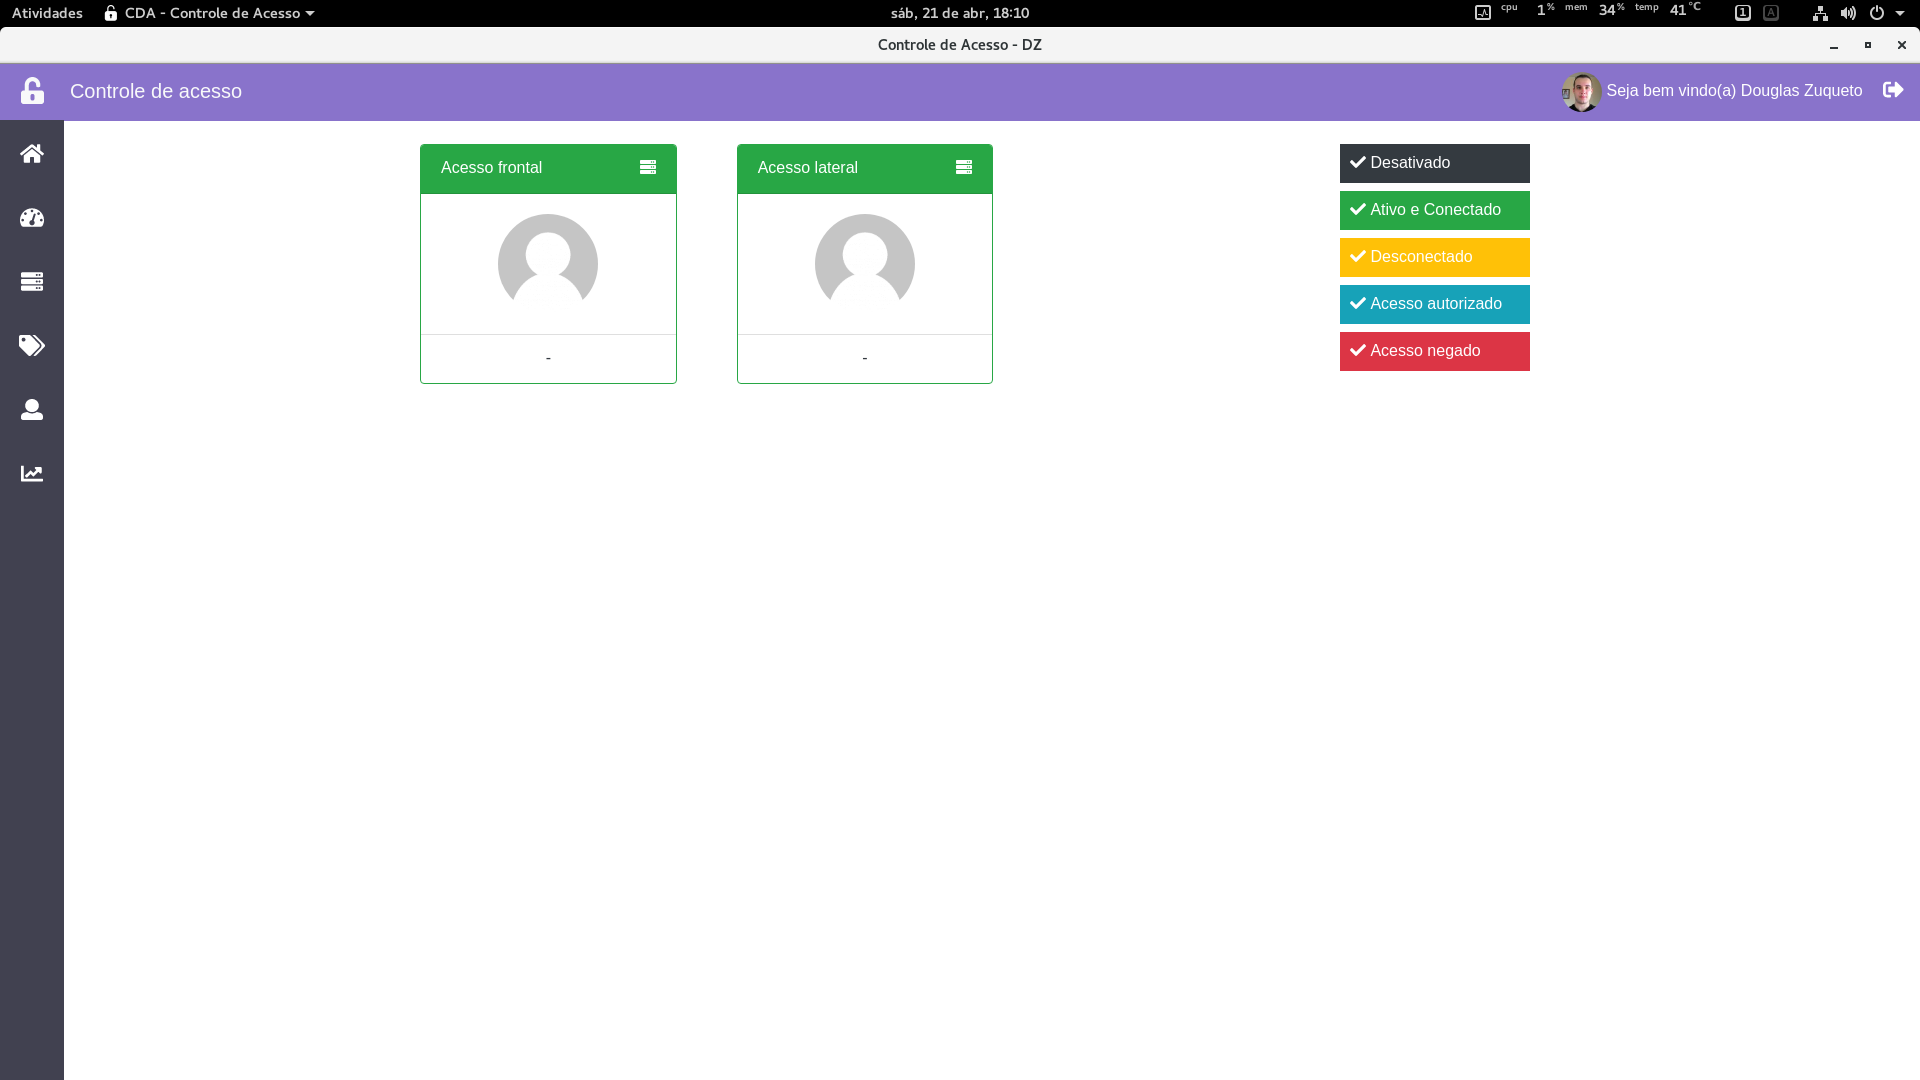 Atividades CDA - Controle de Acesso sáb, 21 de abr, 18:10 cpu 1% mem 34% temp 41°C 1 A
Controle de Acesso - DZ
Controle de acesso Seja bem vindo(a) Douglas Zuqueto
Acesso frontal
-
Acesso lateral
-
Desativado
Ativo e Conectado
Desconectado
Acesso autorizado
Acesso negado